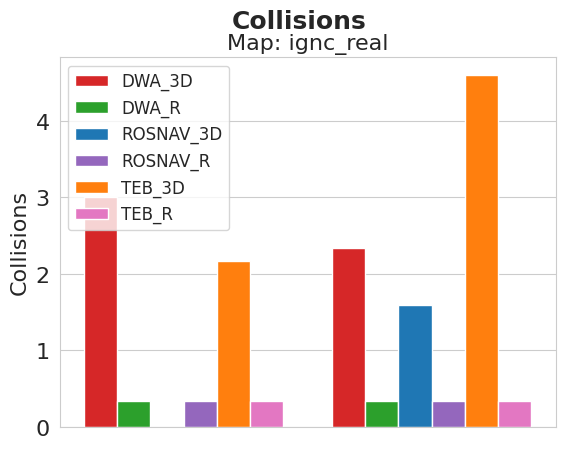 Collisions
Map: ignc_real
DWA_3D
DWA_R
ROSNAV_3D
ROSNAV_R
TEB_3D
TEB_R
Collisions
4
3
2
1
0